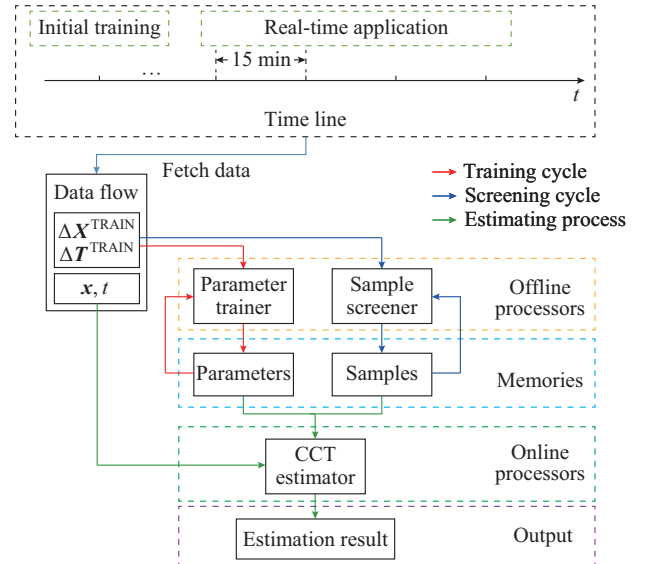 Initial training
Real-time application
15 min
...
t
Time line
Fetch data
Data flow
ΔX^TRAIN
ΔT^TRAIN
x, t
Training cycle
Screening cycle
Estimating process
Parameter
trainer
Sample
screener
Offline
processors
Parameters
Samples
Memories
CCT
estimator
Online
processors
Estimation result
Output